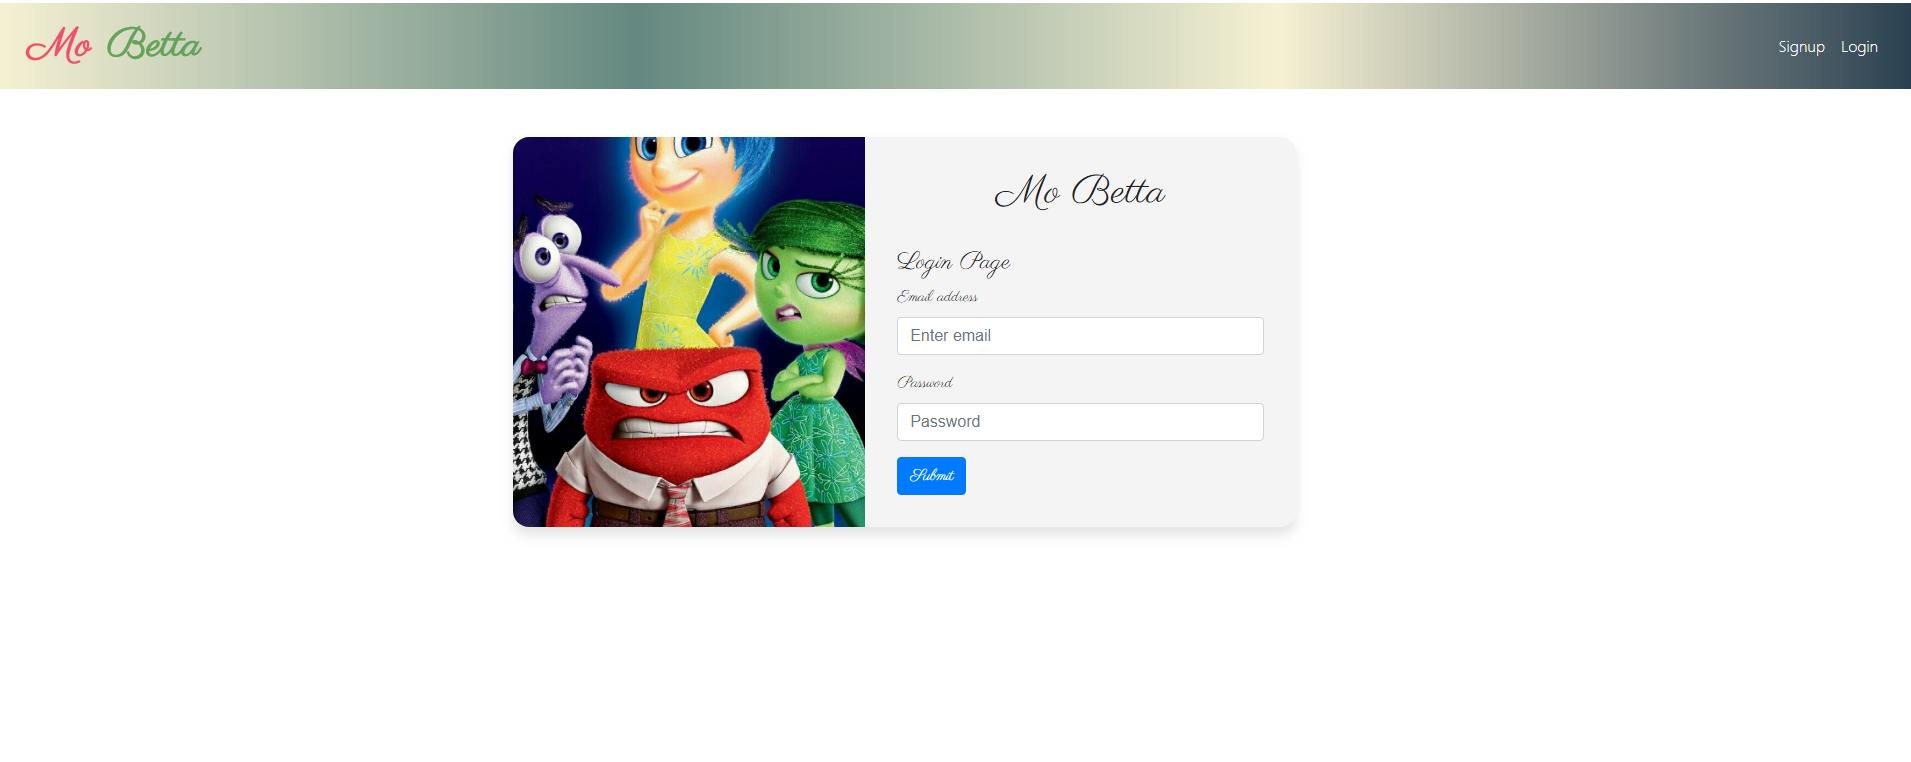 Mo Betta
Signup Login
Mo Betta
Login Page
Email address
Enter email
Password
Password
Submit